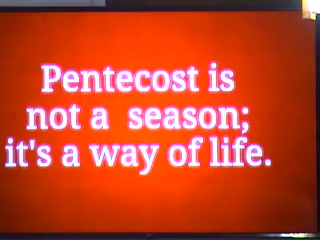 Pentecost is
not a season;
it's a way of life.